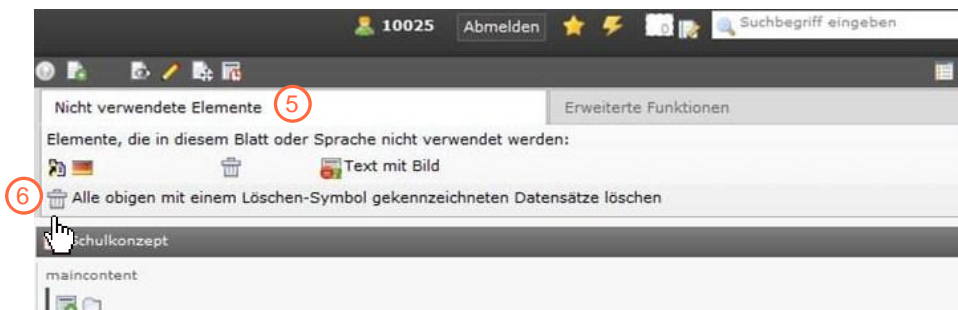 10025 Abmelden 0 Suchbegriff eingeben
Nicht verwendete Elemente 5 Erweiterte Funktionen
Elemente, die in diesem Blatt oder Sprache nicht verwendet werden:
Text mit Bild
6 Alle obigen mit einem Löschen-Symbol gekennzeichneten Datensätze löschen
Schulkonzept
maincontent